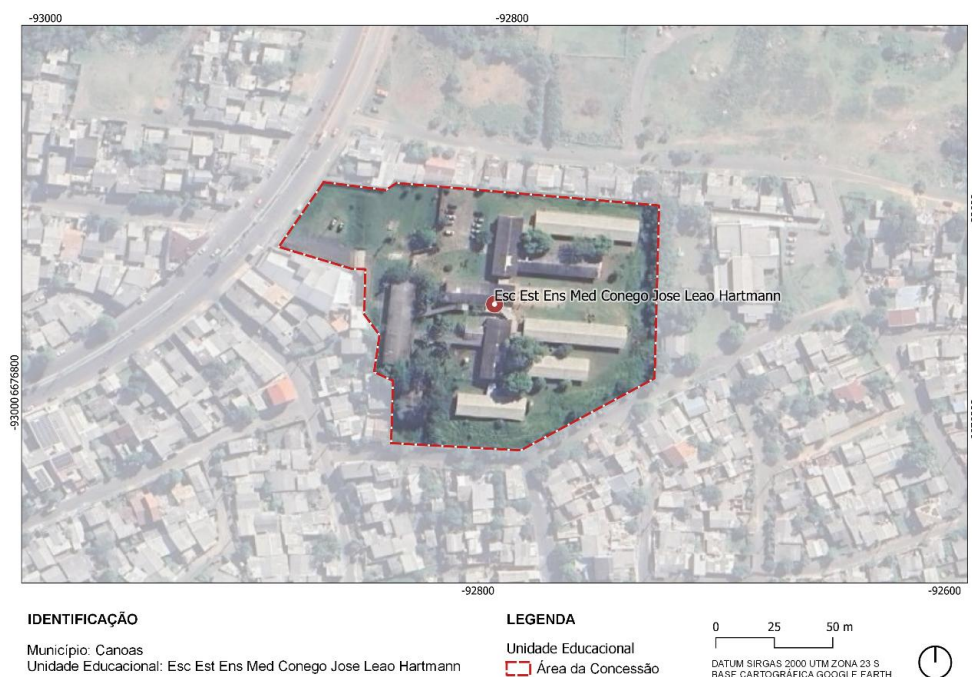 -93000
-92800
Esc Est Ens Med Conego Jose Leao Hartmann
-930006676800
-92800
-92600
IDENTIFICAÇÃO
Município: Canoas
Unidade Educacional: Esc Est Ens Med Conego Jose Leao Hartmann
LEGENDA
Unidade Educacional
Área da Concessão
0 25 50 m
DATUM SIRGAS 2000 UTM ZONA 23 S
BASE CARTOGRÁFICA GOOGLE EARTH